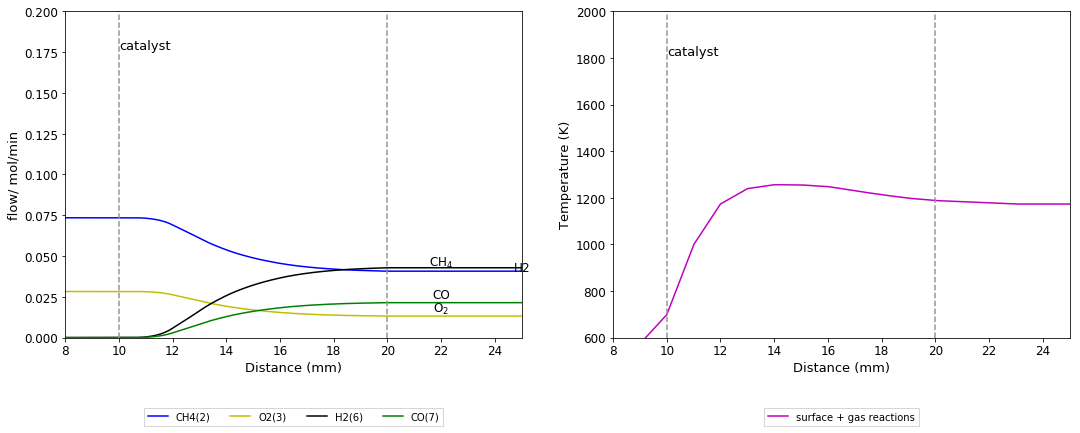 0.200
0.175
0.150
0.125
0.100
0.075
0.050
0.025
0.000
flow/ mol/min
catalyst
CH₄
H2
CO
O₂
8 10 12 14 16 18 20 22 24
Distance (mm)
CH4(2) O2(3) H2(6) CO(7)
2000
1800
1600
1400
1200
1000
800
600
Temperature (K)
catalyst
8 10 12 14 16 18 20 22 24
Distance (mm)
surface + gas reactions